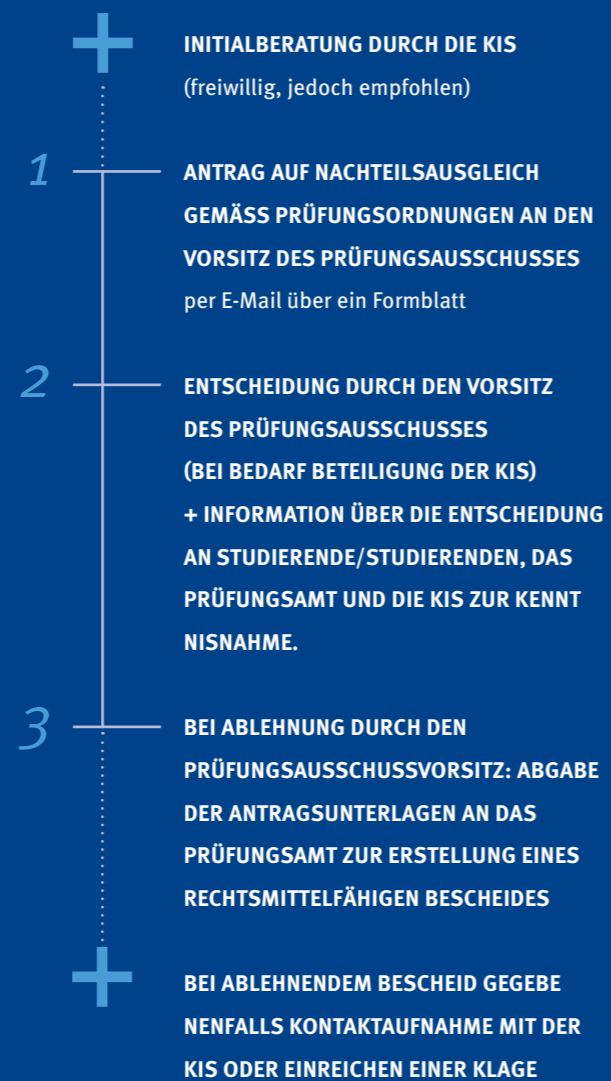 +
INITIALBERATUNG DURCH DIE KIS
(freiwillig, jedoch empfohlen)
1
ANTRAG AUF NACHTEILSAUSGLEICH
GEMÄSS PRÜFUNGSORDNUNGEN AN DEN
VORSITZ DES PRÜFUNGSAUSSCHUSSES
per E-Mail über ein Formblatt
2
ENTSCHEIDUNG DURCH DEN VORSITZ
DES PRÜFUNGSAUSSCHUSSES
(BEI BEDARF BETEILIGUNG DER KIS)
+ INFORMATION ÜBER DIE ENTSCHEIDUNG
AN STUDIERENDE/STUDIERENDEN, DAS
PRÜFUNGSAMT UND DIE KIS ZUR KENNT
NISNAHME.
3
BEI ABLEHNUNG DURCH DEN
PRÜFUNGSAUSSCHUSSVORSITZ: ABGABE
DER ANTRAGSUNTERLAGEN AN DAS
PRÜFUNGSAMT ZUR ERSTELLUNG EINES
RECHTSMITTELFÄHIGEN BESCHEIDES
+
BEI ABLEHNENDEM BESCHEID GEGEBE
NENFALLS KONTAKTAUFNAHME MIT DER
KIS ODER EINREICHEN EINER KLAGE